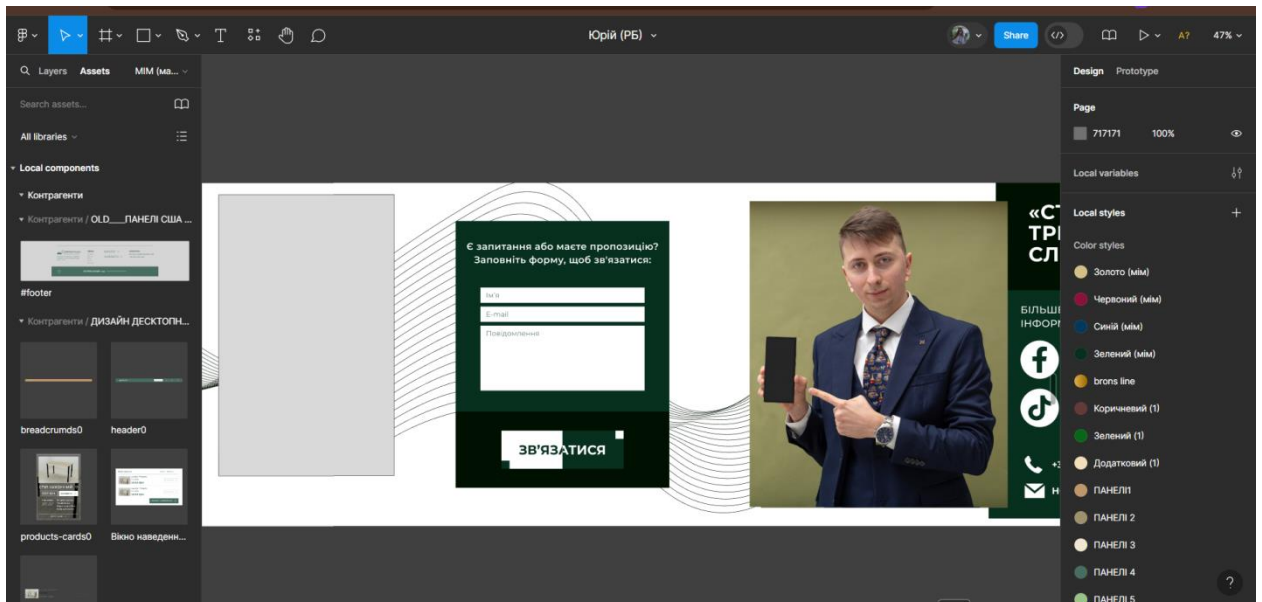 Юрій (РБ)
Share
A?
47%
Layers Assets МІМ (ма...
Search assets...
All libraries
Local components
Контрагенти
Контрагенти / OLD___ПАНЕЛІ США ...
#footer
Контрагенти / ДИЗАЙН ДЕСКТОПН...
breadcrumds0 header0
products-cards0 Вікно наведенн...
Є запитання або маєте пропозицію?
Заповніть форму, щоб зв'язатися:
Ім'я
E-mail
Повідомлення
ЗВ'ЯЗАТИСЯ
«СТ
ТРІ
СЛ
БІЛЬШ
ІНФОР
Design Prototype
Page
717171 100%
Local variables
Local styles
Color styles
Золото (мім)
Червоний (мім)
Синій (мім)
Зелений (мім)
brons line
Коричневий (1)
Зелений (1)
Додатковий (1)
ПАНЕЛІ1
ПАНЕЛІ 2
ПАНЕЛІ 3
ПАНЕЛІ 4
ПАНЕЛІ 5
?